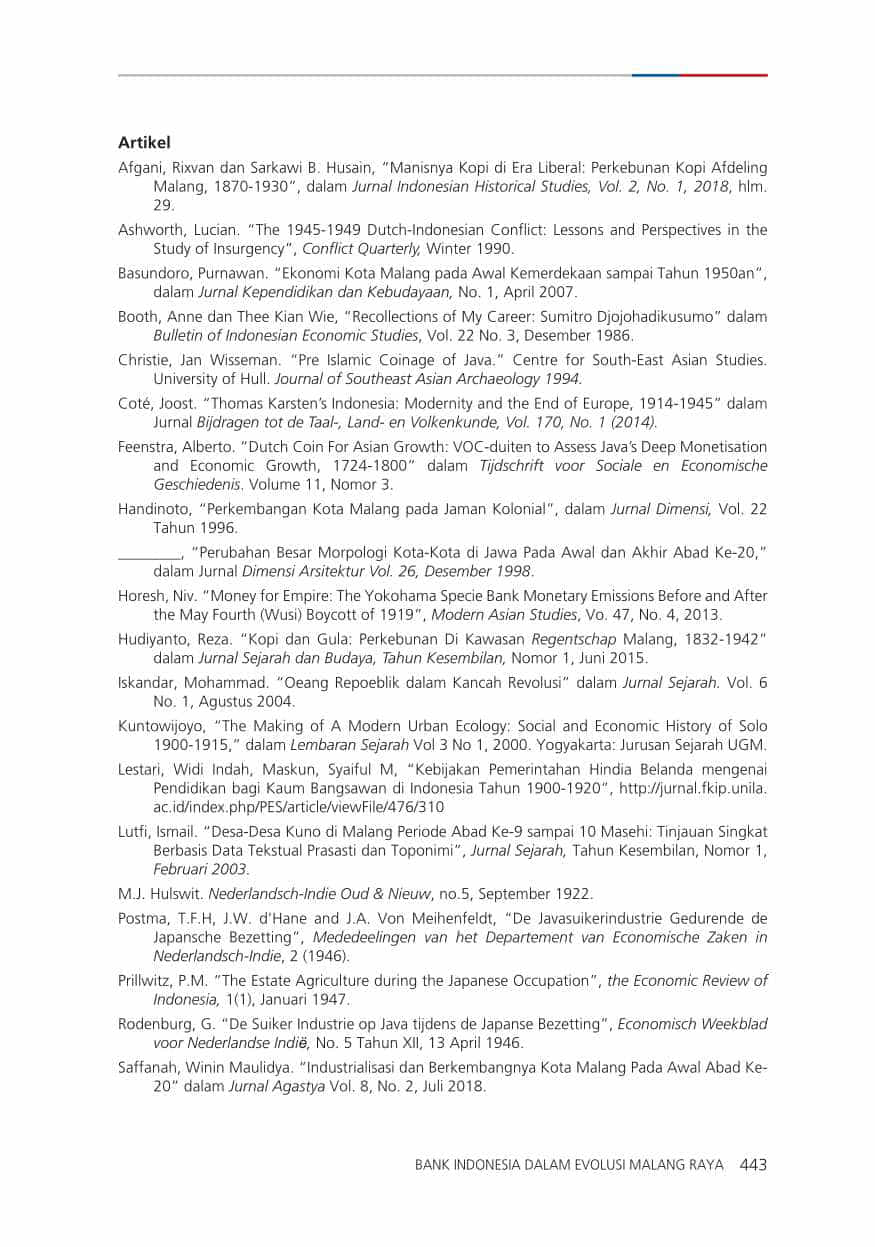 Artikel
Afgani, Rixvan dan Sarkawi B. Husain, “Manisnya Kopi di Era Liberal: Perkebunan Kopi Afdeling
Malang, 1870-1930”, dalam Jurnal Indonesian Historical Studies, Vol. 2, No. 1, 2018, hlm.
29.
Ashworth, Lucian. “The 1945-1949 Dutch-Indonesian Conflict: Lessons and Perspectives in the
Study of Insurgency”, Conflict Quarterly, Winter 1990.
Basundoro, Purnawan. “Ekonomi Kota Malang pada Awal Kemerdekaan sampai Tahun 1950an”,
dalam Jurnal Kependidikan dan Kebudayaan, No. 1, April 2007.
Booth, Anne dan Thee Kian Wie, “Recollections of My Career: Sumitro Djojohadikusumo” dalam
Bulletin of Indonesian Economic Studies, Vol. 22 No. 3, Desember 1986.
Christie, Jan Wisseman. “Pre Islamic Coinage of Java.” Centre for South-East Asian Studies.
University of Hull. Journal of Southeast Asian Archaeology 1994.
Coté, Joost. “Thomas Karsten’s Indonesia: Modernity and the End of Europe, 1914-1945” dalam
Jurnal Bijdragen tot de Taal-, Land- en Volkenkunde, Vol. 170, No. 1 (2014).
Feenstra, Alberto. “Dutch Coin For Asian Growth: VOC-duiten to Assess Java’s Deep Monetisation
and Economic Growth, 1724-1800” dalam Tijdschrift voor Sociale en Economische
Geschiedenis. Volume 11, Nomor 3.
Handinoto, “Perkembangan Kota Malang pada Jaman Kolonial”, dalam Jurnal Dimensi, Vol. 22
Tahun 1996.
________, “Perubahan Besar Morpologi Kota-Kota di Jawa Pada Awal dan Akhir Abad Ke-20,”
dalam Jurnal Dimensi Arsitektur Vol. 26, Desember 1998.
Horesh, Niv. “Money for Empire: The Yokohama Specie Bank Monetary Emissions Before and After
the May Fourth (Wusi) Boycott of 1919”, Modern Asian Studies, Vo. 47, No. 4, 2013.
Hudiyanto, Reza. “Kopi dan Gula: Perkebunan Di Kawasan Regentschap Malang, 1832-1942”
dalam Jurnal Sejarah dan Budaya, Tahun Kesembilan, Nomor 1, Juni 2015.
Iskandar, Mohammad. “Oeang Repoeblik dalam Kancah Revolusi” dalam Jurnal Sejarah. Vol. 6
No. 1, Agustus 2004.
Kuntowijoyo, “The Making of A Modern Urban Ecology: Social and Economic History of Solo
1900-1915,” dalam Lembaran Sejarah Vol 3 No 1, 2000. Yogyakarta: Jurusan Sejarah UGM.
Lestari, Widi Indah, Maskun, Syaiful M, “Kebijakan Pemerintahan Hindia Belanda mengenai
Pendidikan bagi Kaum Bangsawan di Indonesia Tahun 1900-1920”, http://jurnal.fkip.unila.
ac.id/index.php/PES/article/viewFile/476/310
Lutfi, Ismail. “Desa-Desa Kuno di Malang Periode Abad Ke-9 sampai 10 Masehi: Tinjauan Singkat
Berbasis Data Tekstual Prasasti dan Toponimi”, Jurnal Sejarah, Tahun Kesembilan, Nomor 1,
Februari 2003.
M.J. Hulswit. Nederlandsch-Indie Oud & Nieuw, no.5, September 1922.
Postma, T.F.H, J.W. d’Hane and J.A. Von Meihenfeldt, “De Javasuikerindustrie Gedurende de
Japansche Bezetting”, Mededeelingen van het Departement van Economische Zaken in
Nederlandsch-Indie, 2 (1946).
Prillwitz, P.M. “The Estate Agriculture during the Japanese Occupation”, the Economic Review of
Indonesia, 1(1), Januari 1947.
Rodenburg, G. “De Suiker Industrie op Java tijdens de Japanse Bezetting”, Economisch Weekblad
voor Nederlandse Indië, No. 5 Tahun XII, 13 April 1946.
Saffanah, Winin Maulidya. “Industrialisasi dan Berkembangnya Kota Malang Pada Awal Abad Ke-
20” dalam Jurnal Agastya Vol. 8, No. 2, Juli 2018.
BANK INDONESIA DALAM EVOLUSI MALANG RAYA 443